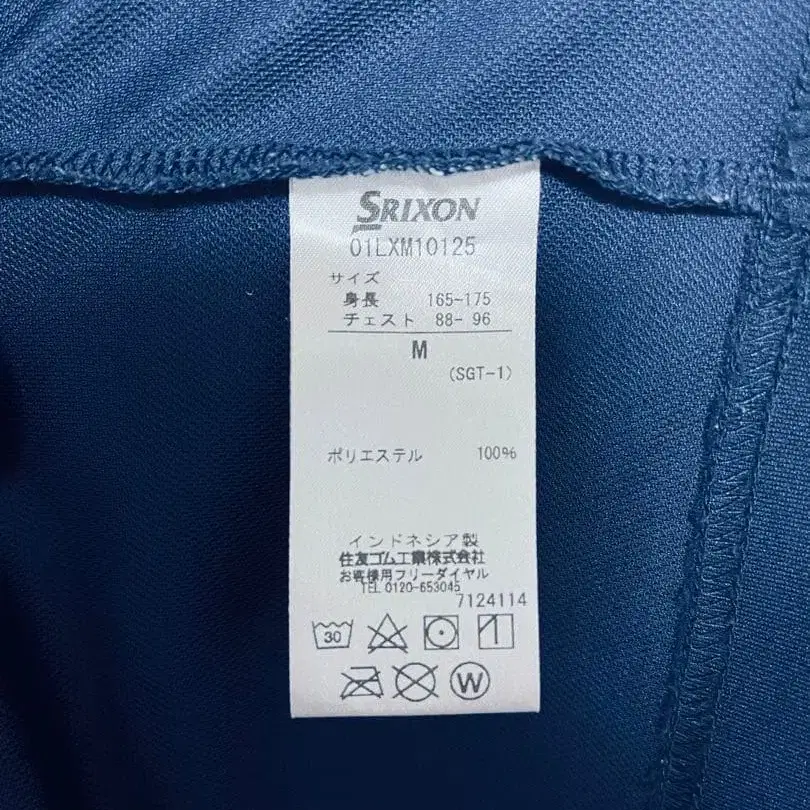 SRIXON
01LXM10125
サイズ
身長 165~175
チェスト 88- 96
M
(SGT-1)
ポリエステル 100%
インドネシア製
住友ゴム工業株式会社
お客様用フリーダイヤル
TEL 0120-653045
7124114
30
W